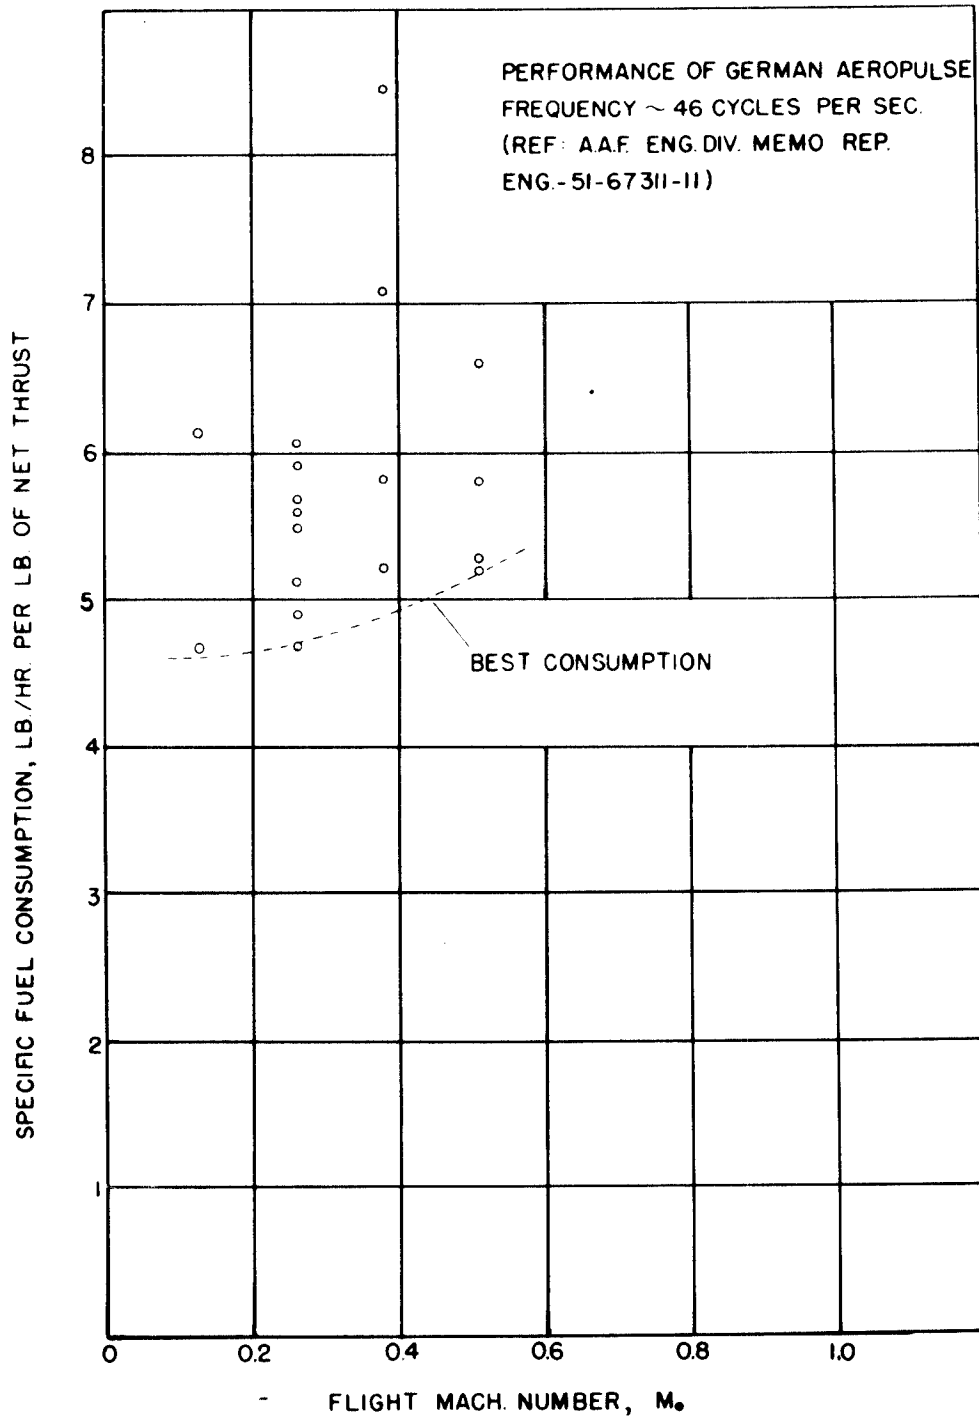 PERFORMANCE OF GERMAN AEROPULSE
FREQUENCY ~ 46 CYCLES PER SEC.
(REF: A.A.F. ENG. DIV. MEMO REP.
ENG.-51-67311-11)
8
7
6
5
4
3
2
1
BEST CONSUMPTION
SPECIFIC FUEL CONSUMPTION, LB./HR. PER LB. OF NET THRUST
0 0.2 0.4 0.6 0.8 1.0
FLIGHT MACH. NUMBER, M₀